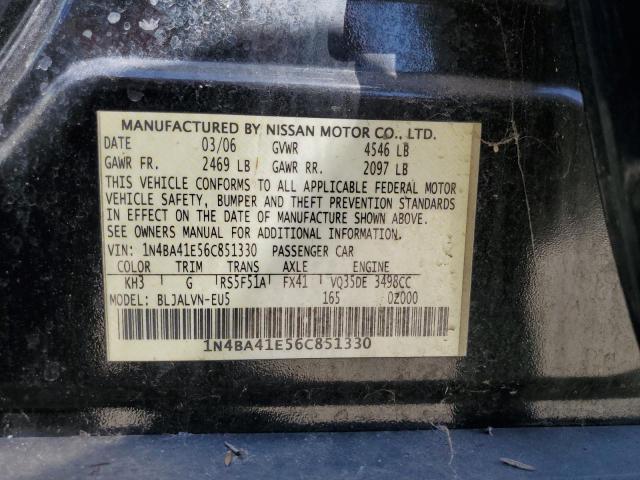 MANUFACTURED BY NISSAN MOTOR CO., LTD.
DATE 03/06 GVWR 4546 LB
GAWR FR. 2469 LB GAWR RR. 2097 LB
THIS VEHICLE CONFORMS TO ALL APPLICABLE FEDERAL MOTOR
VEHICLE SAFETY, BUMPER AND THEFT PREVENTION STANDARDS
IN EFFECT ON THE DATE OF MANUFACTURE SHOWN ABOVE.
SEE OWNERS MANUAL FOR ADDITIONAL INFORMATION.
VIN: 1N4BA41E56C851330 PASSENGER CAR
COLOR TRIM TRANS AXLE ENGINE
KH3 G RS5F51A FX41 VQ35DE 3498CC
MODEL: BLJALVN-EU5 165 0Z000
1N4BA41E56C851330